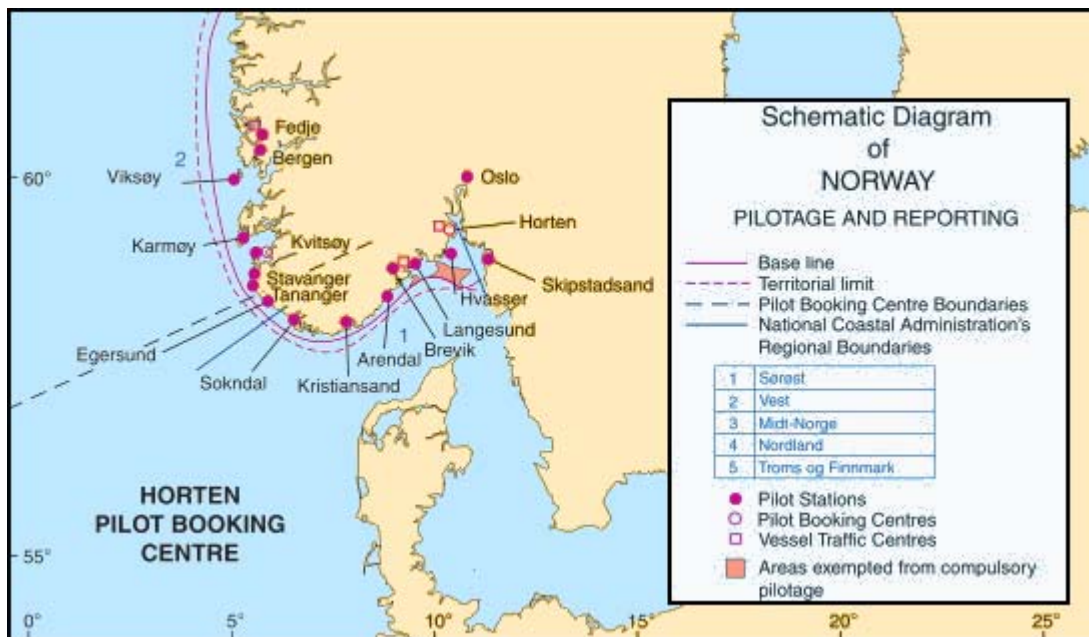 Schematic Diagram
of
NORWAY
PILOTAGE AND REPORTING
Base line
Territorial limit
Pilot Booking Centre Boundaries
National Coastal Administration's
Regional Boundaries
1 Sørøst
2 Vest
3 Midt-Norge
4 Nordland
5 Troms og Finnmark
Pilot Stations
Pilot Booking Centres
Vessel Traffic Centres
Areas exempted from compulsory
pilotage
Fedje
2
Bergen
60°
Viksøy
Oslo
Horten
Karmøy
Kvitsøy
Stavanger
Skipstadsand
Tananger
Hvasser
Langesund
1
Egersund
Arendal
Brevik
Sokndal
Kristiansand
HORTEN
PILOT BOOKING
CENTRE
55°
0°
5°
10°
15°
20°
25°